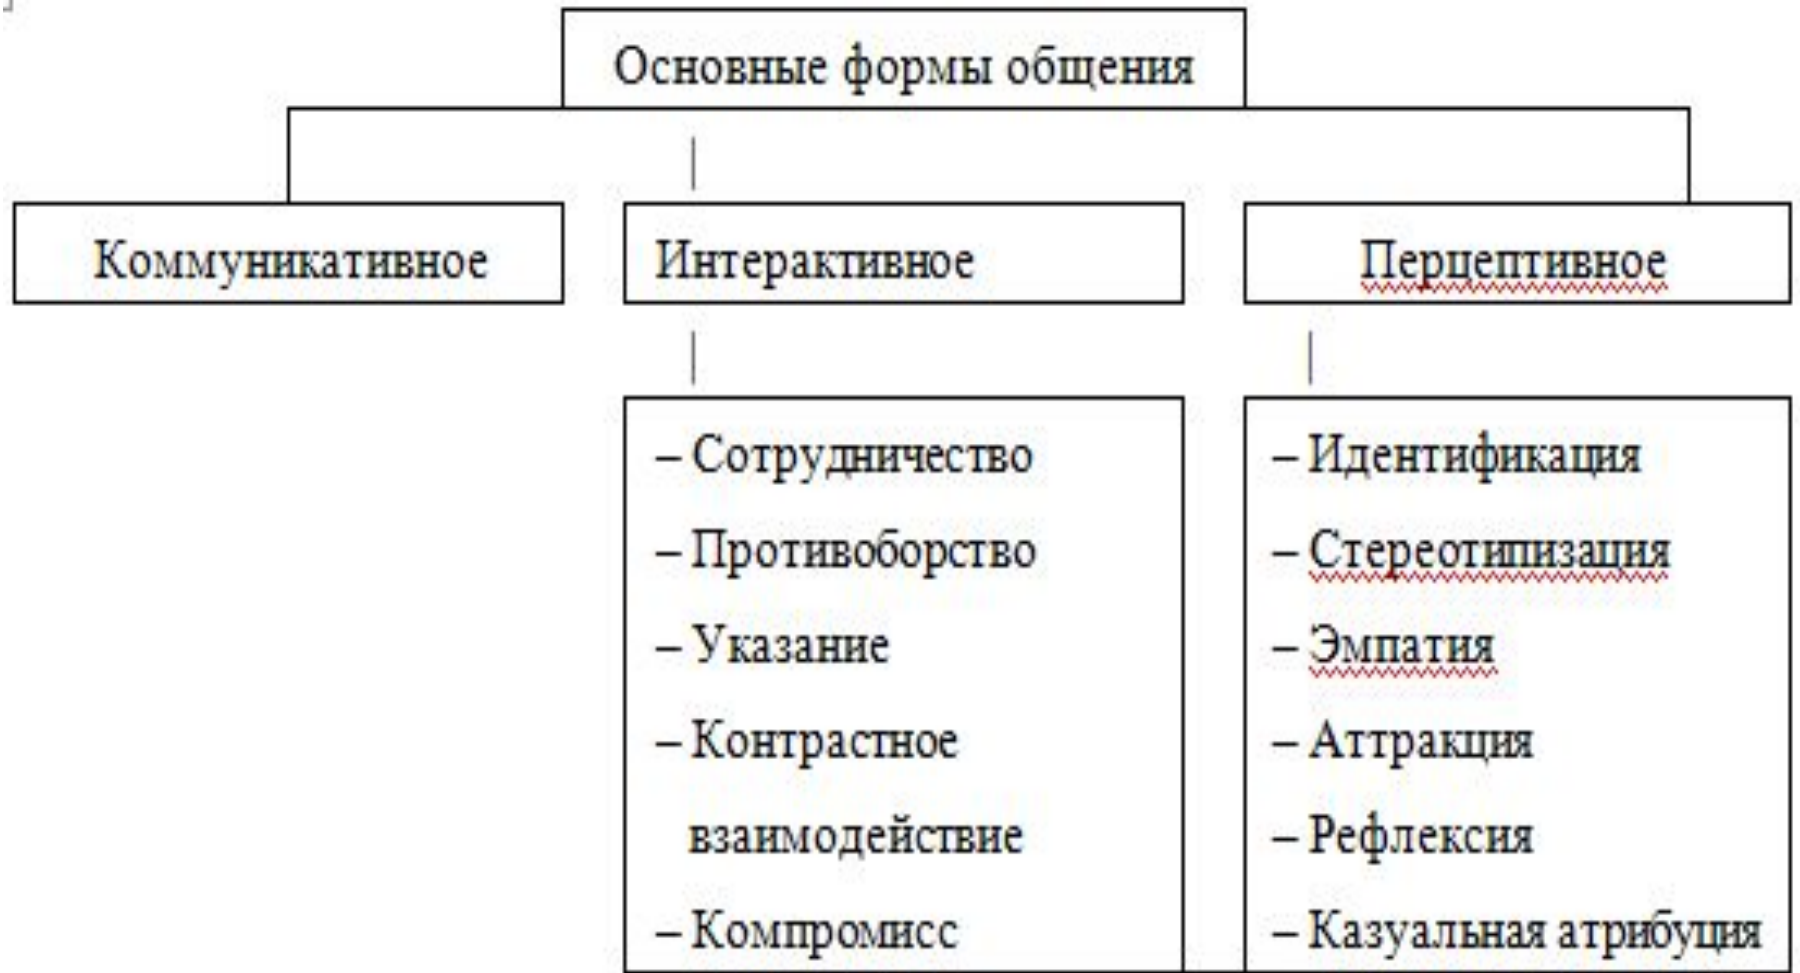 Основные формы общения
Коммуникативное
Интерактивное
Перцептивное
– Сотрудничество
– Противоборство
– Указание
– Контрастное
взаимодействие
– Компромисс
– Идентификация
– Стереотипизация
– Эмпатия
– Аттракция
– Рефлексия
– Казуальная атрибуция